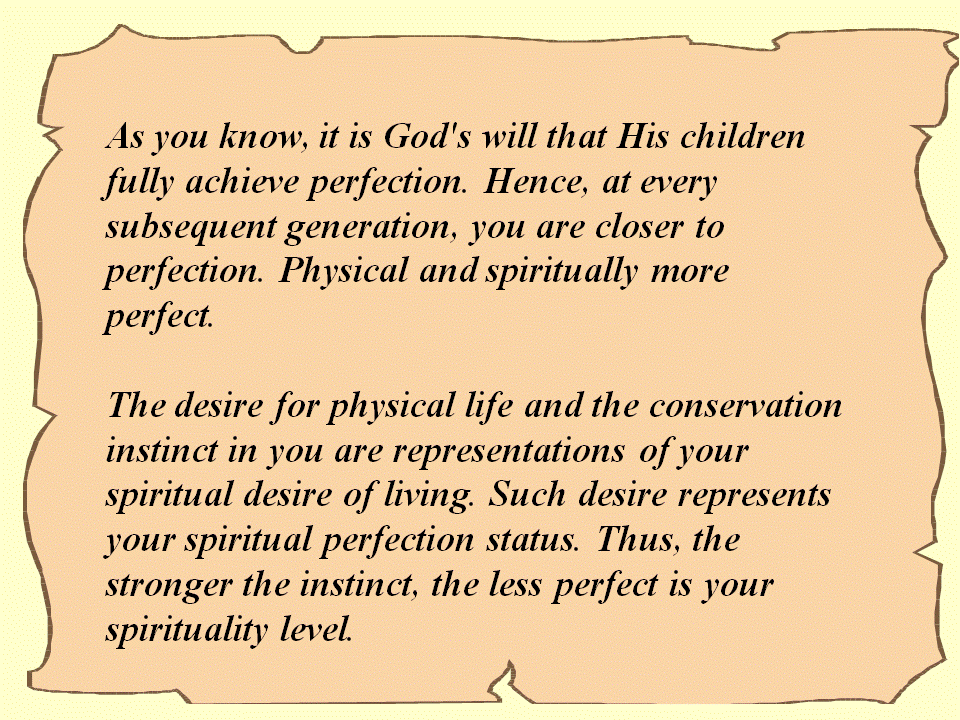 As you know, it is God's will that His children
fully achieve perfection. Hence, at every
subsequent generation, you are closer to
perfection. Physical and spiritually more
perfect.
The desire for physical life and the conservation
instinct in you are representations of your
spiritual desire of living. Such desire represents
your spiritual perfection status. Thus, the
stronger the instinct, the less perfect is your
spirituality level.